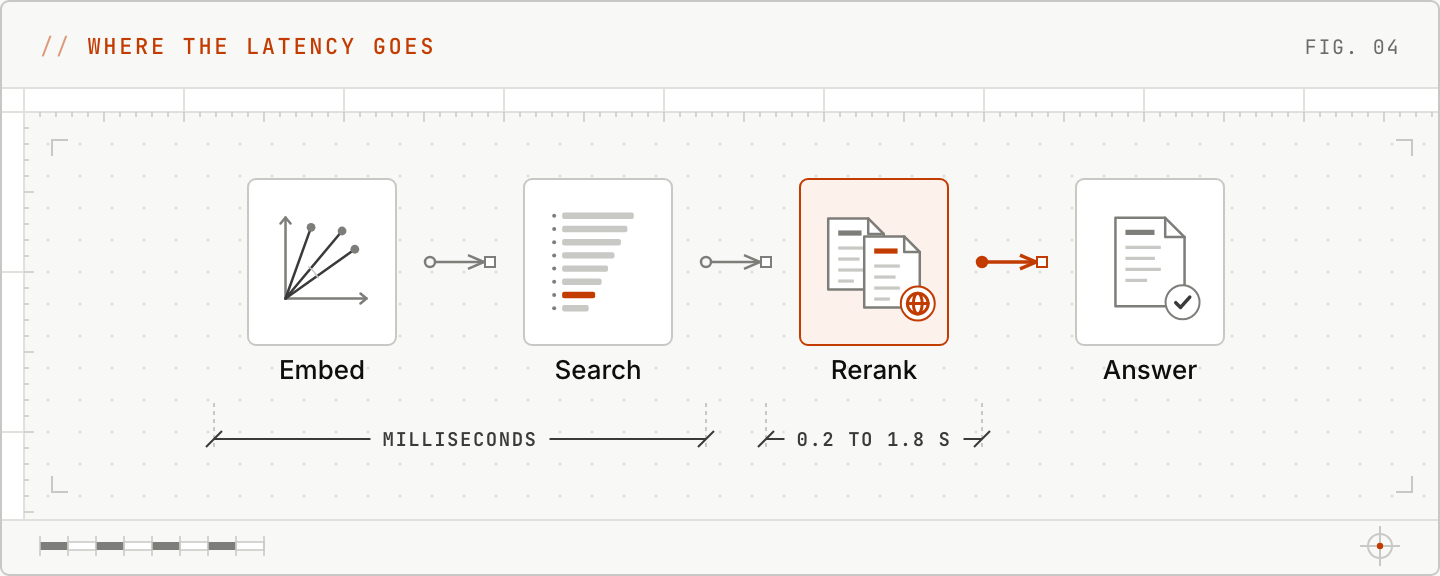 // WHERE THE LATENCY GOES
FIG. 04
Embed
Search
Rerank
Answer
MILLISECONDS
0.2 TO 1.8 S